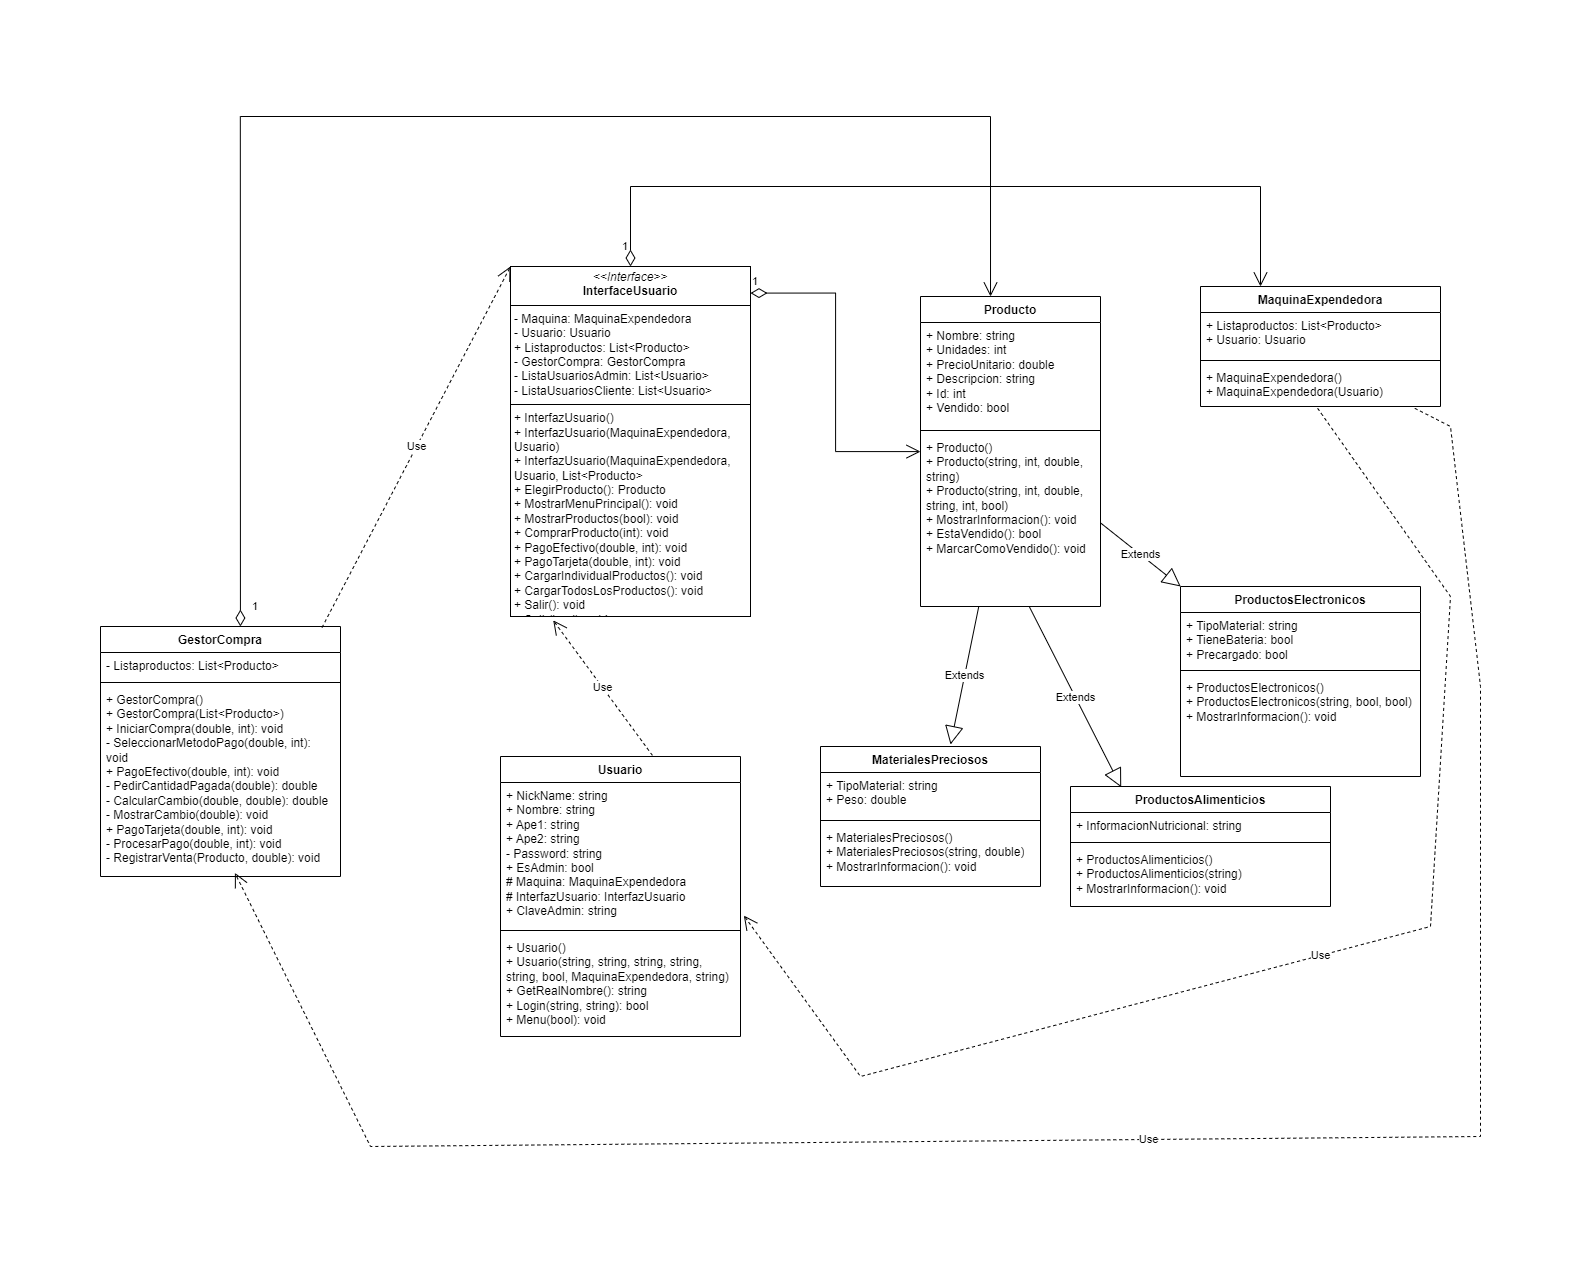 1
<<Interface>>
InterfaceUsuario
- Maquina: MaquinaExpendedora
- Usuario: Usuario
+ Listaproductos: List<Producto>
- GestorCompra: GestorCompra
- ListaUsuariosAdmin: List<Usuario>
- ListaUsuariosCliente: List<Usuario>
+ InterfazUsuario()
+ InterfazUsuario(MaquinaExpendedora,
Usuario)
+ InterfazUsuario(MaquinaExpendedora,
Usuario, List<Producto>
+ ElegirProducto(): Producto
+ MostrarMenuPrincipal(): void
+ MostrarProductos(bool): void
+ ComprarProducto(int): void
+ PagoEfectivo(double, int): void
+ PagoTarjeta(double, int): void
+ CargarIndividualProductos(): void
+ CargarTodosLosProductos(): void
+ Salir(): void
1
Producto
+ Nombre: string
+ Unidades: int
+ PrecioUnitario: double
+ Descripcion: string
+ Id: int
+ Vendido: bool
+ Producto()
+ Producto(string, int, double,
string)
+ Producto(string, int, double,
string, int, bool)
+ MostrarInformacion(): void
+ EstaVendido(): bool
+ MarcarComoVendido(): void
MaquinaExpendedora
+ Listaproductos: List<Producto>
+ Usuario: Usuario
+ MaquinaExpendedora()
+ MaquinaExpendedora(Usuario)
Use
Extends
ProductosElectronicos
+ TipoMaterial: string
+ TieneBateria: bool
+ Precargado: bool
+ ProductosElectronicos()
+ ProductosElectronicos(string, bool, bool)
+ MostrarInformacion(): void
1
GestorCompra
- Listaproductos: List<Producto>
+ GestorCompra()
+ GestorCompra(List<Producto>)
+ IniciarCompra(double, int): void
- SeleccionarMetodoPago(double, int):
void
+ PagoEfectivo(double, int): void
- PedirCantidadPagada(double): double
- CalcularCambio(double, double): double
- MostrarCambio(double): void
+ PagoTarjeta(double, int): void
- ProcesarPago(double, int): void
- RegistrarVenta(Producto, double): void
Use
Extends
Extends
Usuario
+ NickName: string
+ Nombre: string
+ Ape1: string
+ Ape2: string
- Password: string
+ EsAdmin: bool
# Maquina: MaquinaExpendedora
# InterfazUsuario: InterfazUsuario
+ ClaveAdmin: string
+ Usuario()
+ Usuario(string, string, string, string,
string, bool, MaquinaExpendedora, string)
+ GetRealNombre(): string
+ Login(string, string): bool
+ Menu(bool): void
MaterialesPreciosos
+ TipoMaterial: string
+ Peso: double
+ MaterialesPreciosos()
+ MaterialesPreciosos(string, double)
+ MostrarInformacion(): void
ProductosAlimenticios
+ InformacionNutricional: string
+ ProductosAlimenticios()
+ ProductosAlimenticios(string)
+ MostrarInformacion(): void
Use
Use